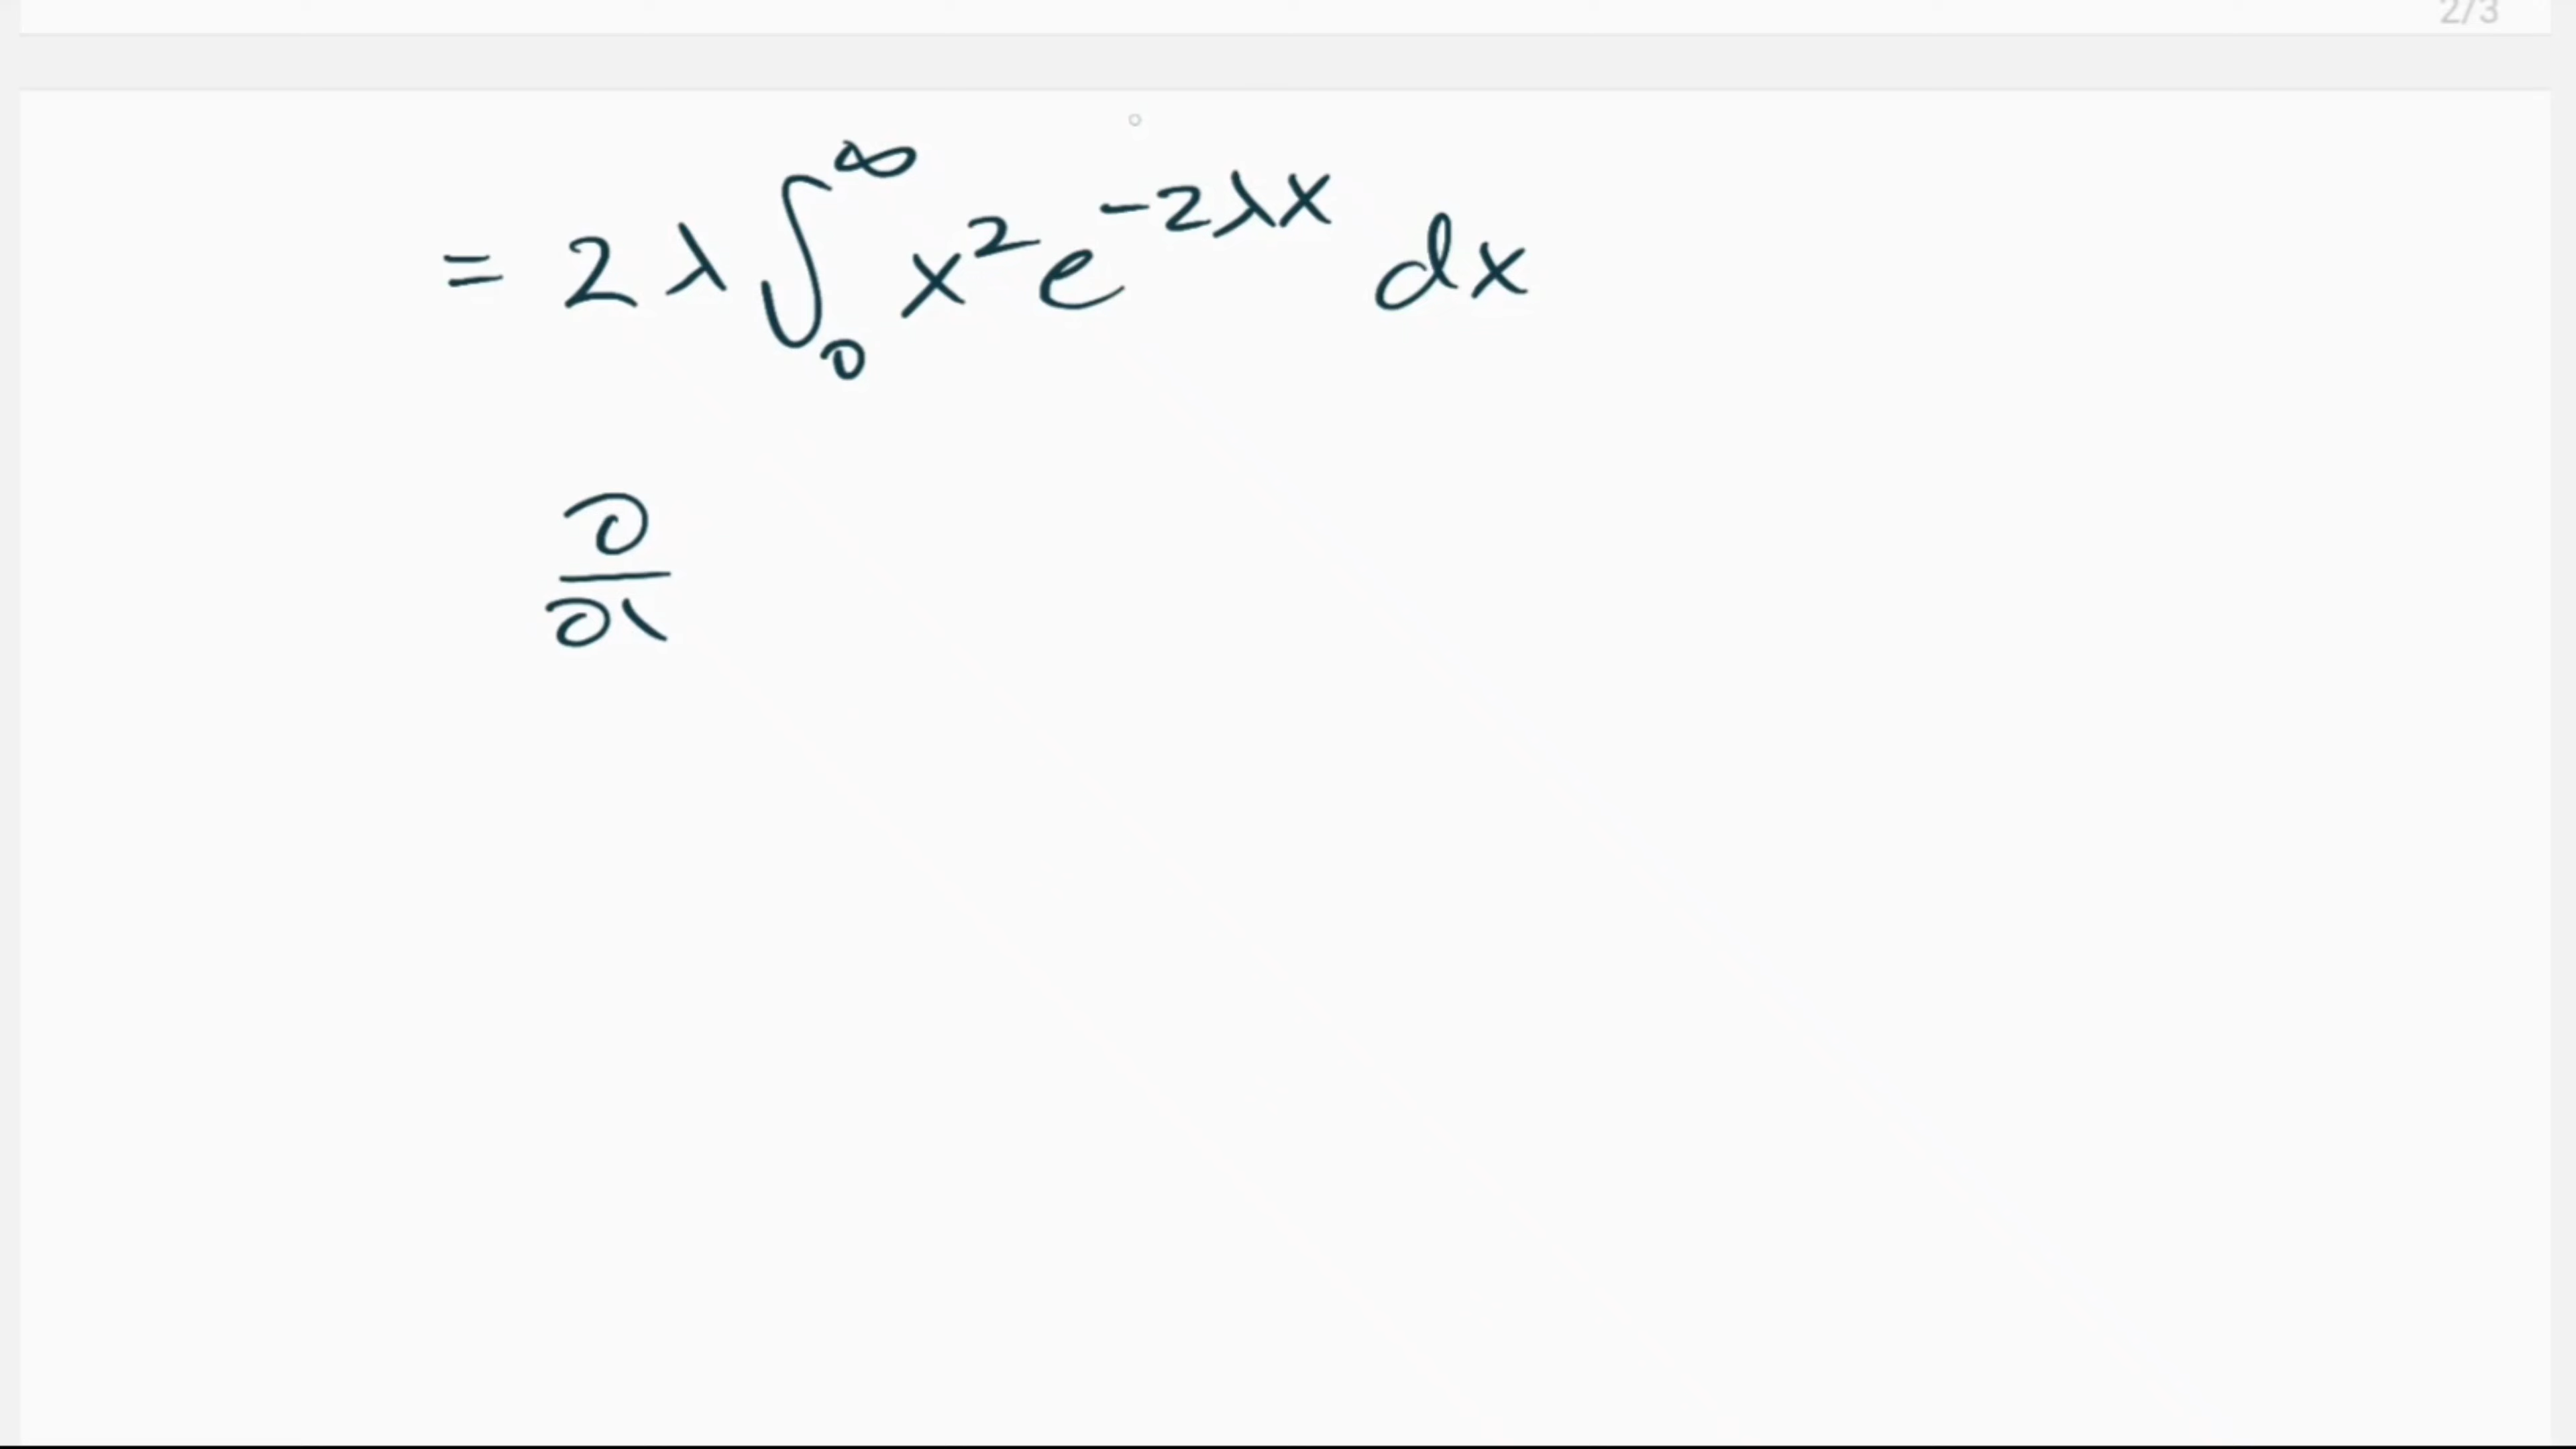 2/3
= 2λ ∫₀^∞ x² e^(-2λx) dx
∂/∂